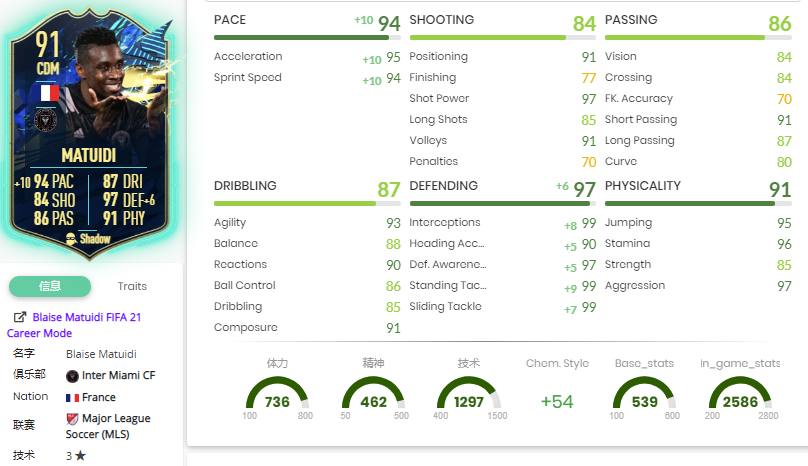 91
CDM
MATUIDI
+10 94 PAC 87 DRI
84 SHO 97 DEF+6
86 PAS 91 PHY
Shadow
信息 Traits
Blaise Matuidi FIFA 21
Career Mode
名字 Blaise Matuidi
俱乐部 Inter Miami CF
Nation France
联赛 Major League
Soccer (MLS)
技术 3 ★
PACE +10 94
Acceleration +10 95
Sprint Speed +10 94
SHOOTING 84
Positioning 91
Finishing 77
Shot Power 97
Long Shots 85
Volleys 91
Penalties 70
PASSING 86
Vision 84
Crossing 84
FK. Accuracy 70
Short Passing 91
Long Passing 87
Curve 80
DRIBBLING 87
Agility 93
Balance 88
Reactions 90
Ball Control 86
Dribbling 85
Composure 91
DEFENDING +6 97
Interceptions +8 99
Heading Acc... +5 90
Def. Awarene... +5 97
Standing Tac... +9 99
Sliding Tackle +7 99
PHYSICALITY 91
Jumping 95
Stamina 96
Strength 85
Aggression 97
体力
736
100 800
精神
462
50 500
技术
1297
400 1500
Chem. Style
+54
Base_stats
539
100 600
In_game_stats
2586
200 2800